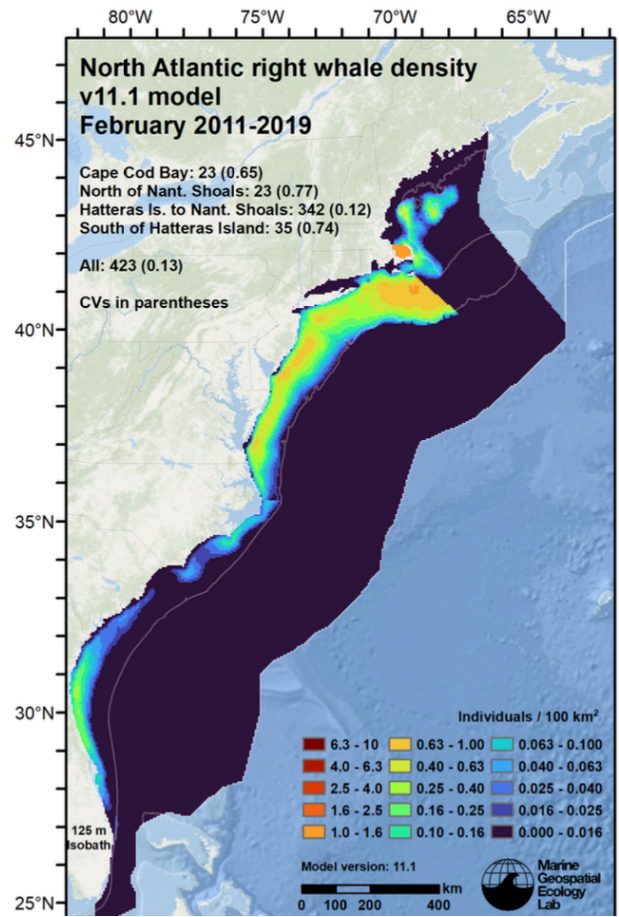 80°W 75°W 70°W 65°W
North Atlantic right whale density
v11.1 model
February 2011-2019
45°N
Cape Cod Bay: 23 (0.65)
North of Nant. Shoals: 23 (0.77)
Hatteras Is. to Nant. Shoals: 342 (0.12)
South of Hatteras Island: 35 (0.74)
All: 423 (0.13)
CVs in parentheses
40°N
35°N
30°N
Individuals / 100 km²
6.3 - 10 0.63 - 1.00 0.063 - 0.100
4.0 - 6.3 0.40 - 0.63 0.040 - 0.063
2.5 - 4.0 0.25 - 0.40 0.025 - 0.040
1.6 - 2.5 0.16 - 0.25 0.016 - 0.025
1.0 - 1.6 0.10 - 0.16 0.000 - 0.016
125 m
Isobath
Model version: 11.1
km
0 100 200 400
Marine
Geospatial
Ecology
Lab
25°N